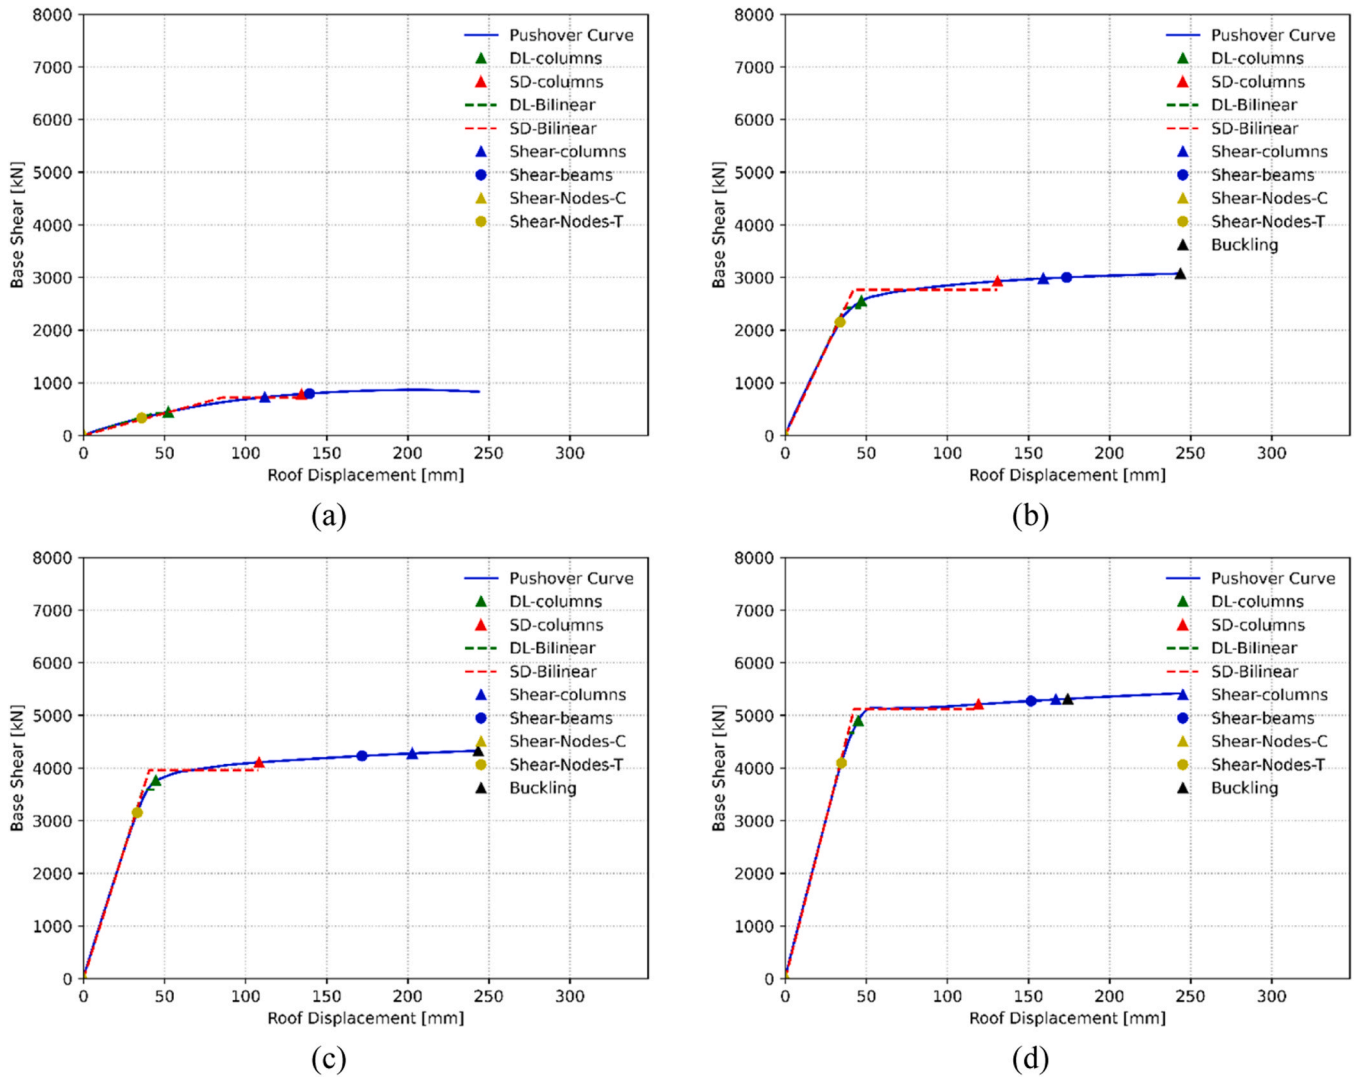 8000
7000
6000
5000
4000
3000
2000
1000
0
Base Shear [kN]
Pushover Curve
DL-columns
SD-columns
DL-Bilinear
SD-Bilinear
Shear-columns
Shear-beams
Shear-Nodes-C
Shear-Nodes-T
0 50 100 150 200 250 300
Roof Displacement [mm]
(a)
8000
7000
6000
5000
4000
3000
2000
1000
0
Base Shear [kN]
Pushover Curve
DL-columns
SD-columns
DL-Bilinear
SD-Bilinear
Shear-columns
Shear-beams
Shear-Nodes-C
Shear-Nodes-T
Buckling
0 50 100 150 200 250 300
Roof Displacement [mm]
(b)
8000
7000
6000
5000
4000
3000
2000
1000
0
Base Shear [kN]
Pushover Curve
DL-columns
SD-columns
DL-Bilinear
SD-Bilinear
Shear-columns
Shear-beams
Shear-Nodes-C
Shear-Nodes-T
Buckling
0 50 100 150 200 250 300
Roof Displacement [mm]
(c)
8000
7000
6000
5000
4000
3000
2000
1000
0
Base Shear [kN]
Pushover Curve
DL-columns
SD-columns
DL-Bilinear
SD-Bilinear
Shear-columns
Shear-beams
Shear-Nodes-C
Shear-Nodes-T
Buckling
0 50 100 150 200 250 300
Roof Displacement [mm]
(d)